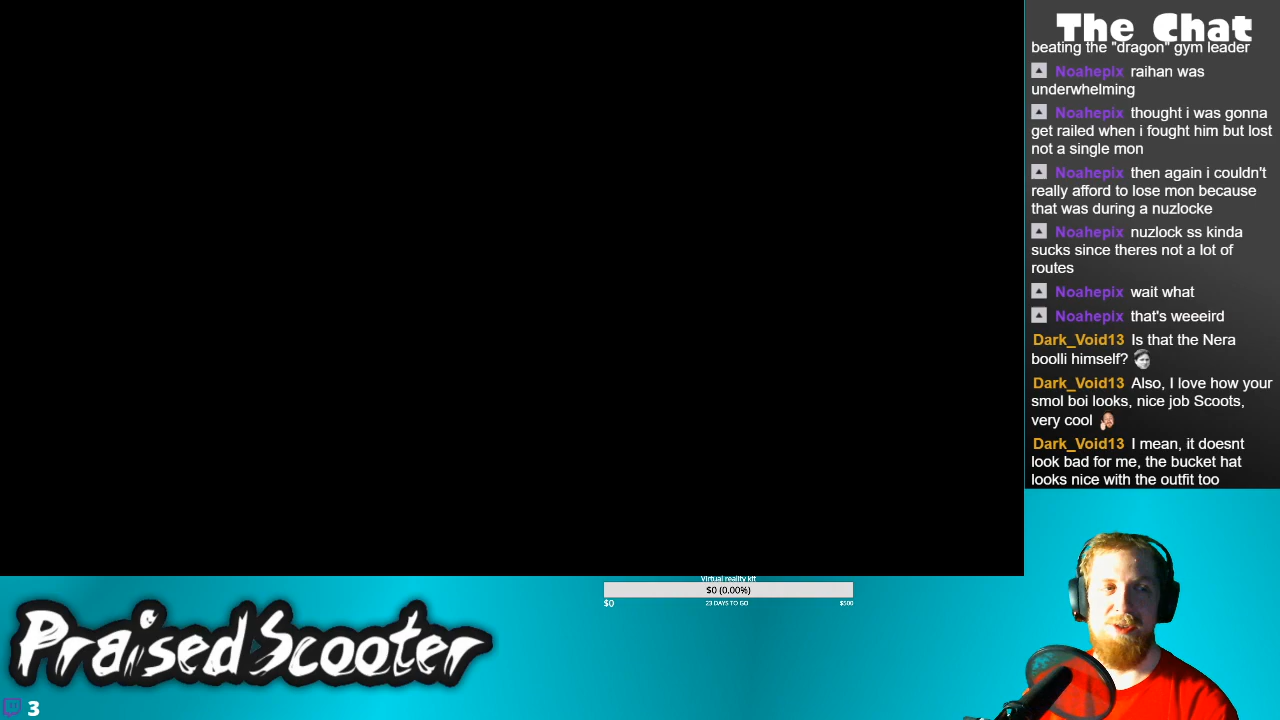 The Chat
beating the "dragon" gym leader
Noahepix raihan was
underwhelming
Noahepix thought i was gonna
get railed when i fought him but lost
not a single mon
Noahepix then again i couldn't
really afford to lose mon because
that was during a nuzlocke
Noahepix nuzlock ss kinda
sucks since theres not a lot of
routes
Noahepix wait what
Noahepix that's weeeird
Dark_Void13 Is that the Nera
boolli himself?
Dark_Void13 Also, I love how your
smol boi looks, nice job Scoots,
very cool
Dark_Void13 I mean, it doesnt
look bad for me, the bucket hat
looks nice with the outfit too
Virtual reality kit
$0 (0.00%)
$0 23 DAYS TO GO $500
PraisedScooter
3